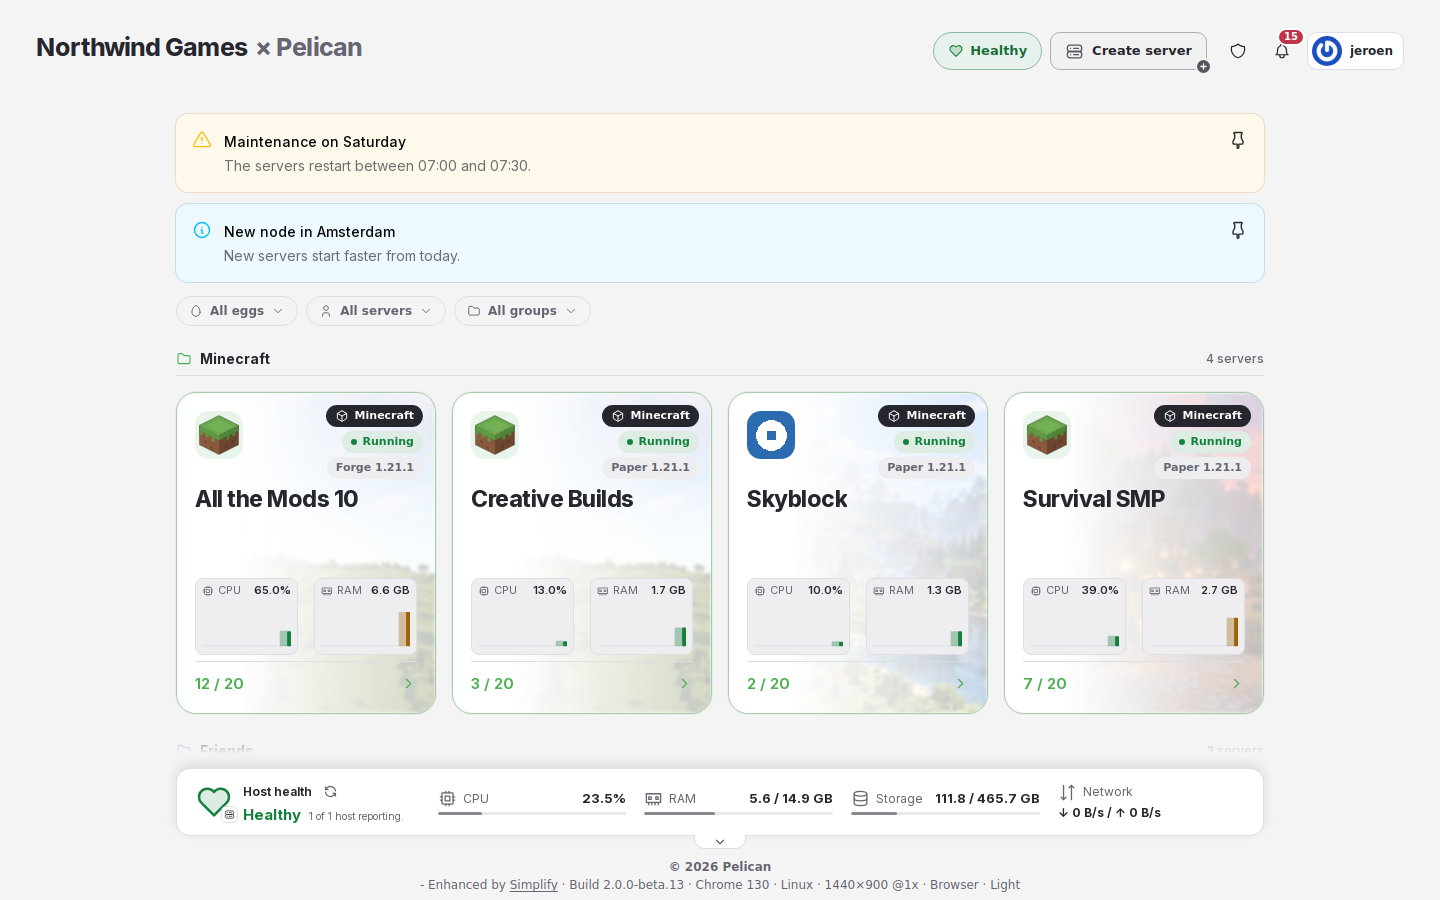 Northwind Games × Pelican
Healthy
Create server
15
jeroen
Maintenance on Saturday
The servers restart between 07:00 and 07:30.
New node in Amsterdam
New servers start faster from today.
All eggs
All servers
All groups
Minecraft
4 servers
Minecraft
Running
Forge 1.21.1
All the Mods 10
CPU 65.0%
RAM 6.6 GB
12 / 20
Minecraft
Running
Paper 1.21.1
Creative Builds
CPU 13.0%
RAM 1.7 GB
3 / 20
Minecraft
Running
Paper 1.21.1
Skyblock
CPU 10.0%
RAM 1.3 GB
2 / 20
Minecraft
Running
Paper 1.21.1
Survival SMP
CPU 39.0%
RAM 2.7 GB
7 / 20
Friends
3 servers
Host health
Healthy 1 of 1 host reporting.
CPU 23.5%
RAM 5.6 / 14.9 GB
Storage 111.8 / 465.7 GB
Network
↓ 0 B/s / ↑ 0 B/s
© 2026 Pelican
- Enhanced by Simplify · Build 2.0.0-beta.13 · Chrome 130 · Linux · 1440×900 @1x · Browser · Light